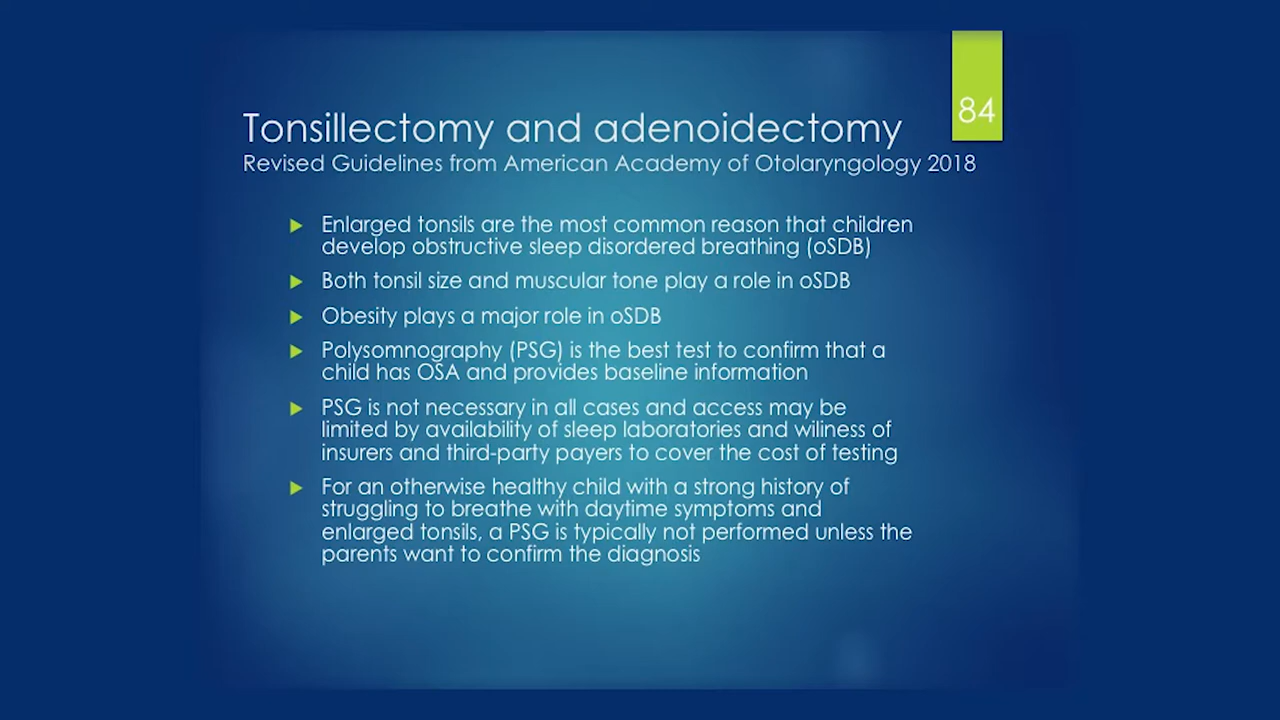 84
Tonsillectomy and adenoidectomy
Revised Guidelines from American Academy of Otolaryngology 2018
Enlarged tonsils are the most common reason that children
develop obstructive sleep disordered breathing (oSDB)
Both tonsil size and muscular tone play a role in oSDB
Obesity plays a major role in oSDB
Polysomnography (PSG) is the best test to confirm that a
child has OSA and provides baseline information
PSG is not necessary in all cases and access may be
limited by availability of sleep laboratories and wiliness of
insurers and third-party payers to cover the cost of testing
For an otherwise healthy child with a strong history of
struggling to breathe with daytime symptoms and
enlarged tonsils, a PSG is typically not performed unless the
parents want to confirm the diagnosis